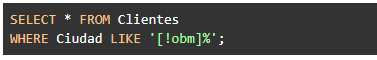 SELECT * FROM Clientes
WHERE Ciudad LIKE '[!obm]%';